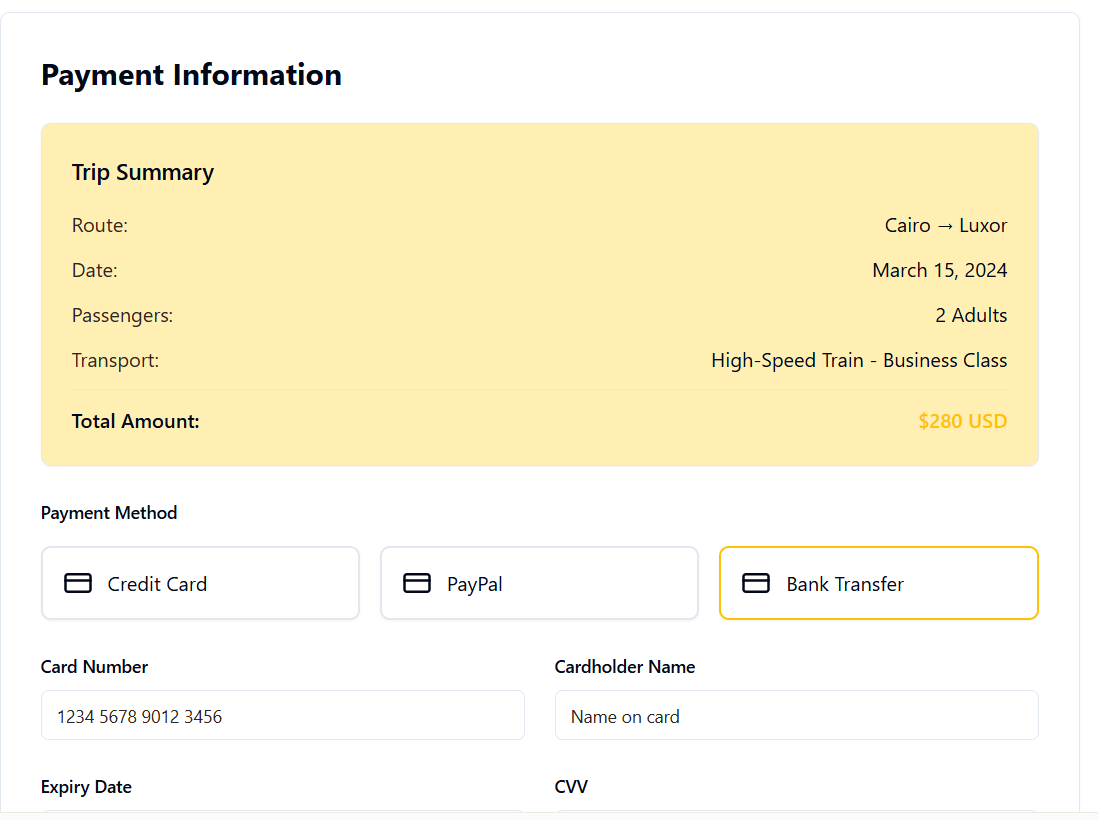 Payment Information
Trip Summary
Route: Cairo → Luxor
Date: March 15, 2024
Passengers: 2 Adults
Transport: High-Speed Train - Business Class
Total Amount: $280 USD
Payment Method
Credit Card PayPal Bank Transfer
Card Number Cardholder Name
1234 5678 9012 3456 Name on card
Expiry Date CVV